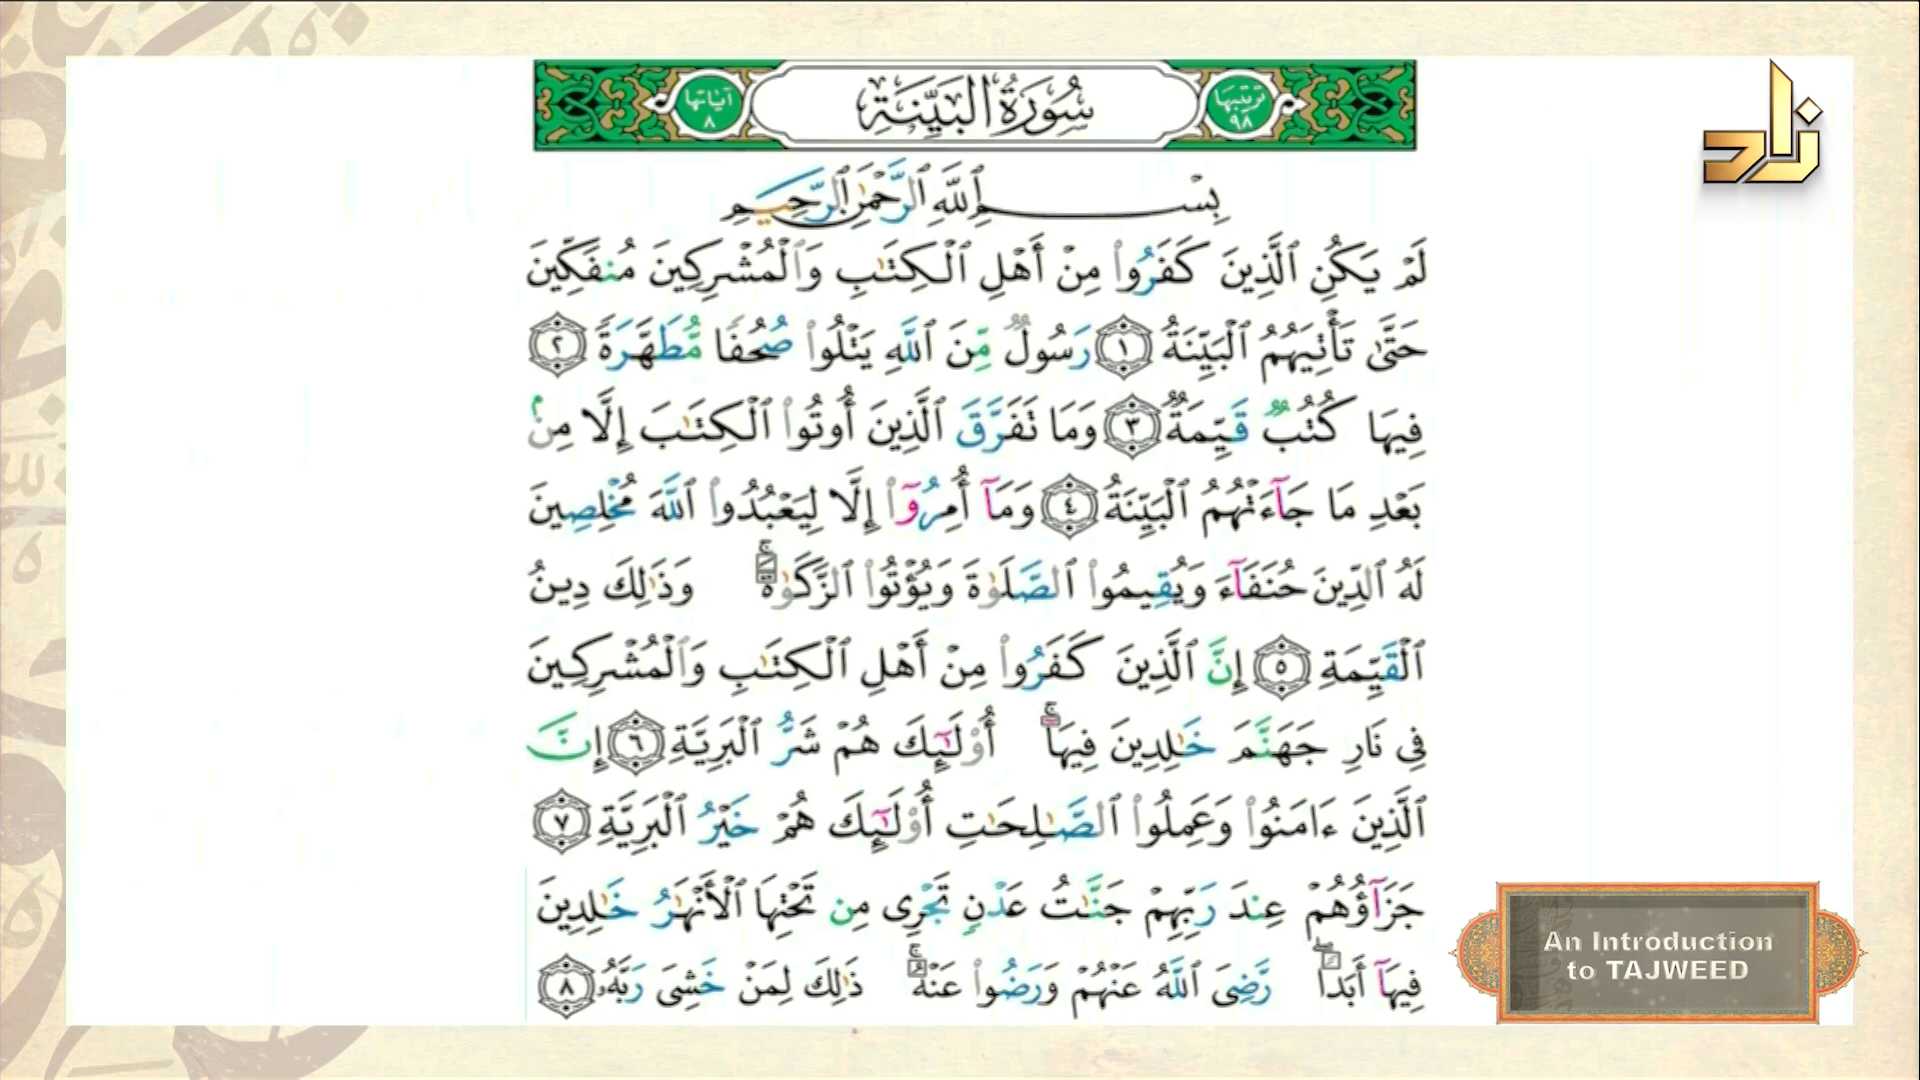 ترتيبها ٩٨
سُورَةُ البَيِّنَةِ
آياتها ٨
زاد
بِسْمِ ٱللَّهِ ٱلرَّحْمَٰنِ ٱلرَّحِيمِ
لَمْ يَكُنِ ٱلَّذِينَ كَفَرُوا۟ مِنْ أَهْلِ ٱلْكِتَٰبِ وَٱلْمُشْرِكِينَ مُنفَكِّينَ
حَتَّىٰ تَأْتِيَهُمُ ٱلْبَيِّنَةُ ١ رَسُولٌ مِّنَ ٱللَّهِ يَتْلُوا۟ صُحُفًا مُّطَهَّرَةً ٢
فِيهَا كُتُبٌ قَيِّمَةٌ ٣ وَمَا تَفَرَّقَ ٱلَّذِينَ أُوتُوا۟ ٱلْكِتَٰبَ إِلَّا مِنۢ
بَعْدِ مَا جَآءَتْهُمُ ٱلْبَيِّنَةُ ٤ وَمَآ أُمِرُوٓا۟ إِلَّا لِيَعْبُدُوا۟ ٱللَّهَ مُخْلِصِينَ
لَهُ ٱلدِّينَ حُنَفَآءَ وَيُقِيمُوا۟ ٱلصَّلَوٰةَ وَيُؤْتُوا۟ ٱلزَّكَوٰةَ ۚ وَذَٰلِكَ دِينُ
ٱلْقَيِّمَةِ ٥ إِنَّ ٱلَّذِينَ كَفَرُوا۟ مِنْ أَهْلِ ٱلْكِتَٰبِ وَٱلْمُشْرِكِينَ
فِى نَارِ جَهَنَّمَ خَٰلِدِينَ فِيهَآ ۚ أُو۟لَٰٓئِكَ هُمْ شَرُّ ٱلْبَرِيَّةِ ٦ إِنَّ
ٱلَّذِينَ ءَامَنُوا۟ وَعَمِلُوا۟ ٱلصَّٰلِحَٰتِ أُو۟لَٰٓئِكَ هُمْ خَيْرُ ٱلْبَرِيَّةِ ٧
جَزَآؤُهُمْ عِندَ رَبِّهِمْ جَنَّٰتُ عَدْنٍ تَجْرِى مِن تَحْتِهَا ٱلْأَنْهَٰرُ خَٰلِدِينَ
فِيهَآ أَبَدًا ۖ رَّضِىَ ٱللَّهُ عَنْهُمْ وَرَضُوا۟ عَنْهُ ۚ ذَٰلِكَ لِمَنْ خَشِىَ رَبَّهُۥ ٨
An Introduction
to TAJWEED